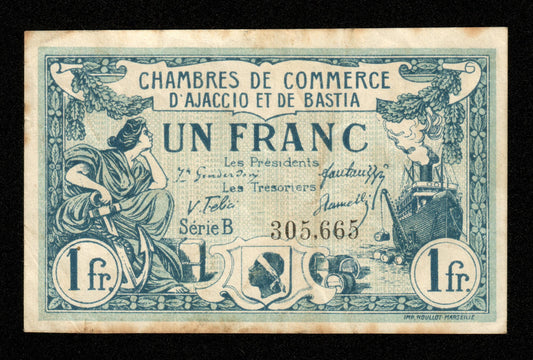 CHAMBRES DE COMMERCE
D'AJACCIO ET DE BASTIA
UN FRANC
Les Présidents
Les Trésoriers
Série B 305.665
1 fr. 1 fr.
IMP. NOULLOT-MARSEILLE